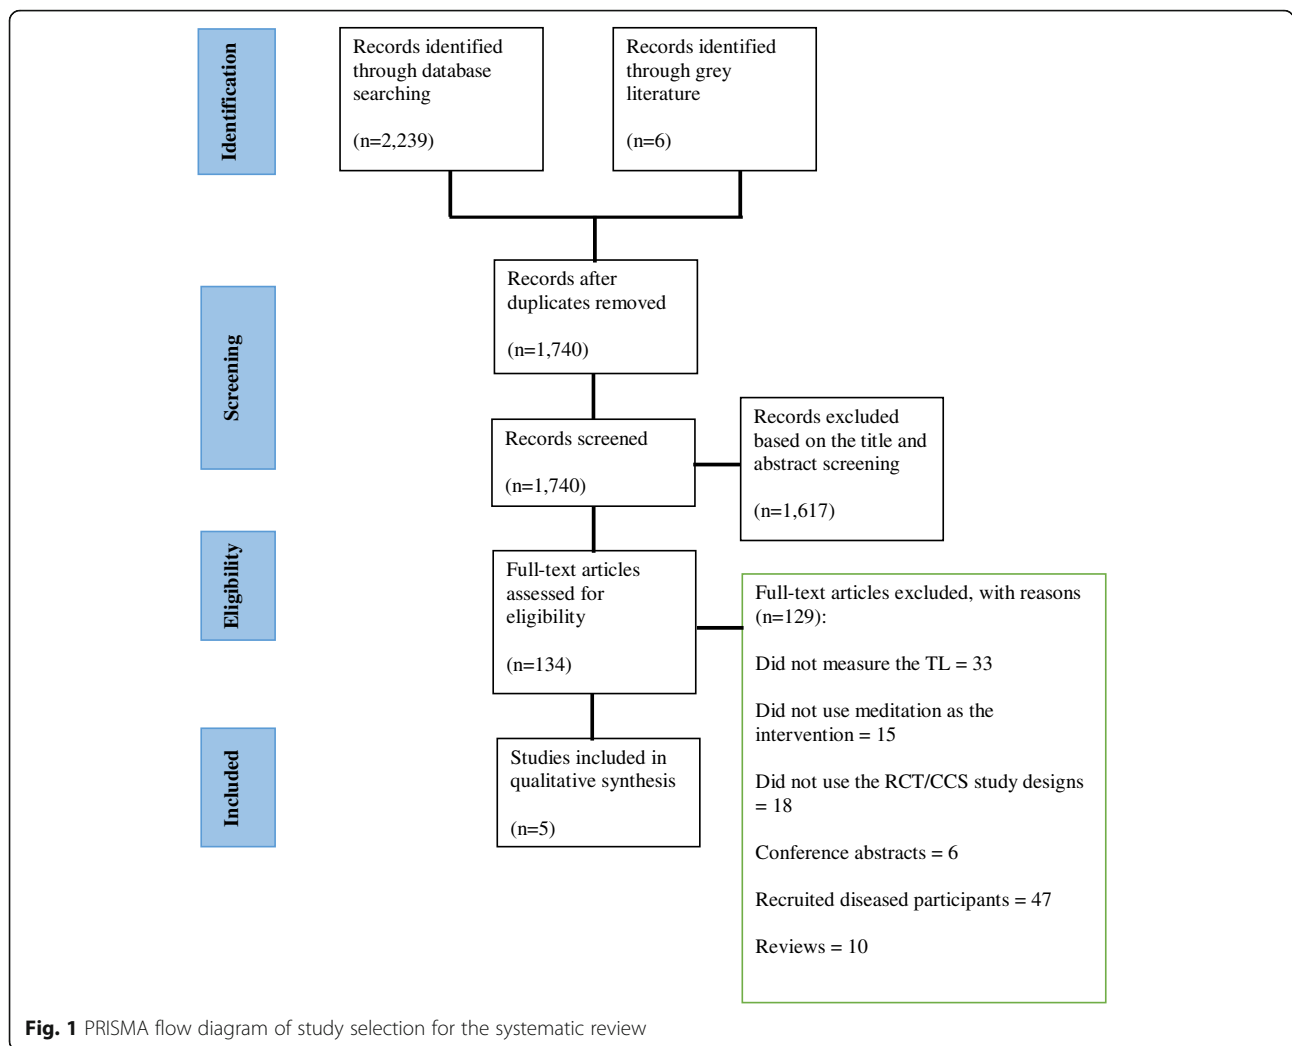 Identification
Records identified
through database
searching
(n=2,239)
Records identified
through grey
literature
(n=6)
Screening
Records after
duplicates removed
(n=1,740)
Records screened
(n=1,740)
Records excluded
based on the title and
abstract screening
(n=1,617)
Eligibility
Full-text articles
assessed for
eligibility
(n=134)
Full-text articles excluded, with reasons
(n=129):
Did not measure the TL = 33
Did not use meditation as the
intervention = 15
Did not use the RCT/CCS study designs
= 18
Conference abstracts = 6
Recruited diseased participants = 47
Reviews = 10
Included
Studies included in
qualitative synthesis
(n=5)
Fig. 1 PRISMA flow diagram of study selection for the systematic review